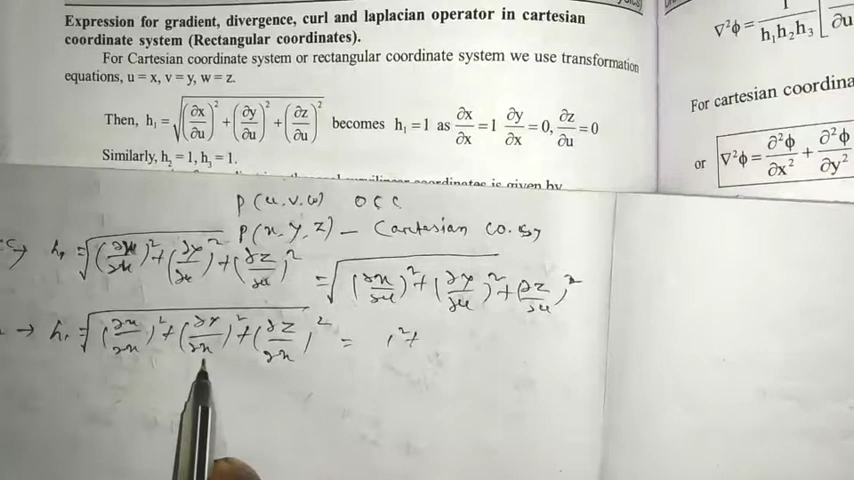 Expression for gradient, divergence, curl and laplacian operator in cartesian
coordinate system (Rectangular coordinates).
For Cartesian coordinate system or rectangular coordinate system we use transformation
equations, u = x, v = y, w = z.
Then, h₁ = √((∂x/∂u)² + (∂y/∂u)² + (∂z/∂u)²) becomes h₁ = 1 as ∂x/∂x = 1 ∂y/∂x = 0, ∂z/∂u = 0
Similarly, h₂ = 1, h₃ = 1.
∇²φ = 1/h₁h₂h₃ [ ∂u
For cartesian coordina
or ∇²φ = ∂²φ/∂x² + ∂²φ/∂y²
P(u,v,w) OCC
P(x, y, z) – Cartesian co. sy
h₁ = √((∂x/∂u)² + (∂y/∂u)² + (∂z/∂u)²) = √((∂x/∂u)² + (∂y/∂u)² + (∂z/∂u)²)
→ h₁ = √((∂x/∂x)² + (∂y/∂x)² + (∂z/∂x)²) = 1² +